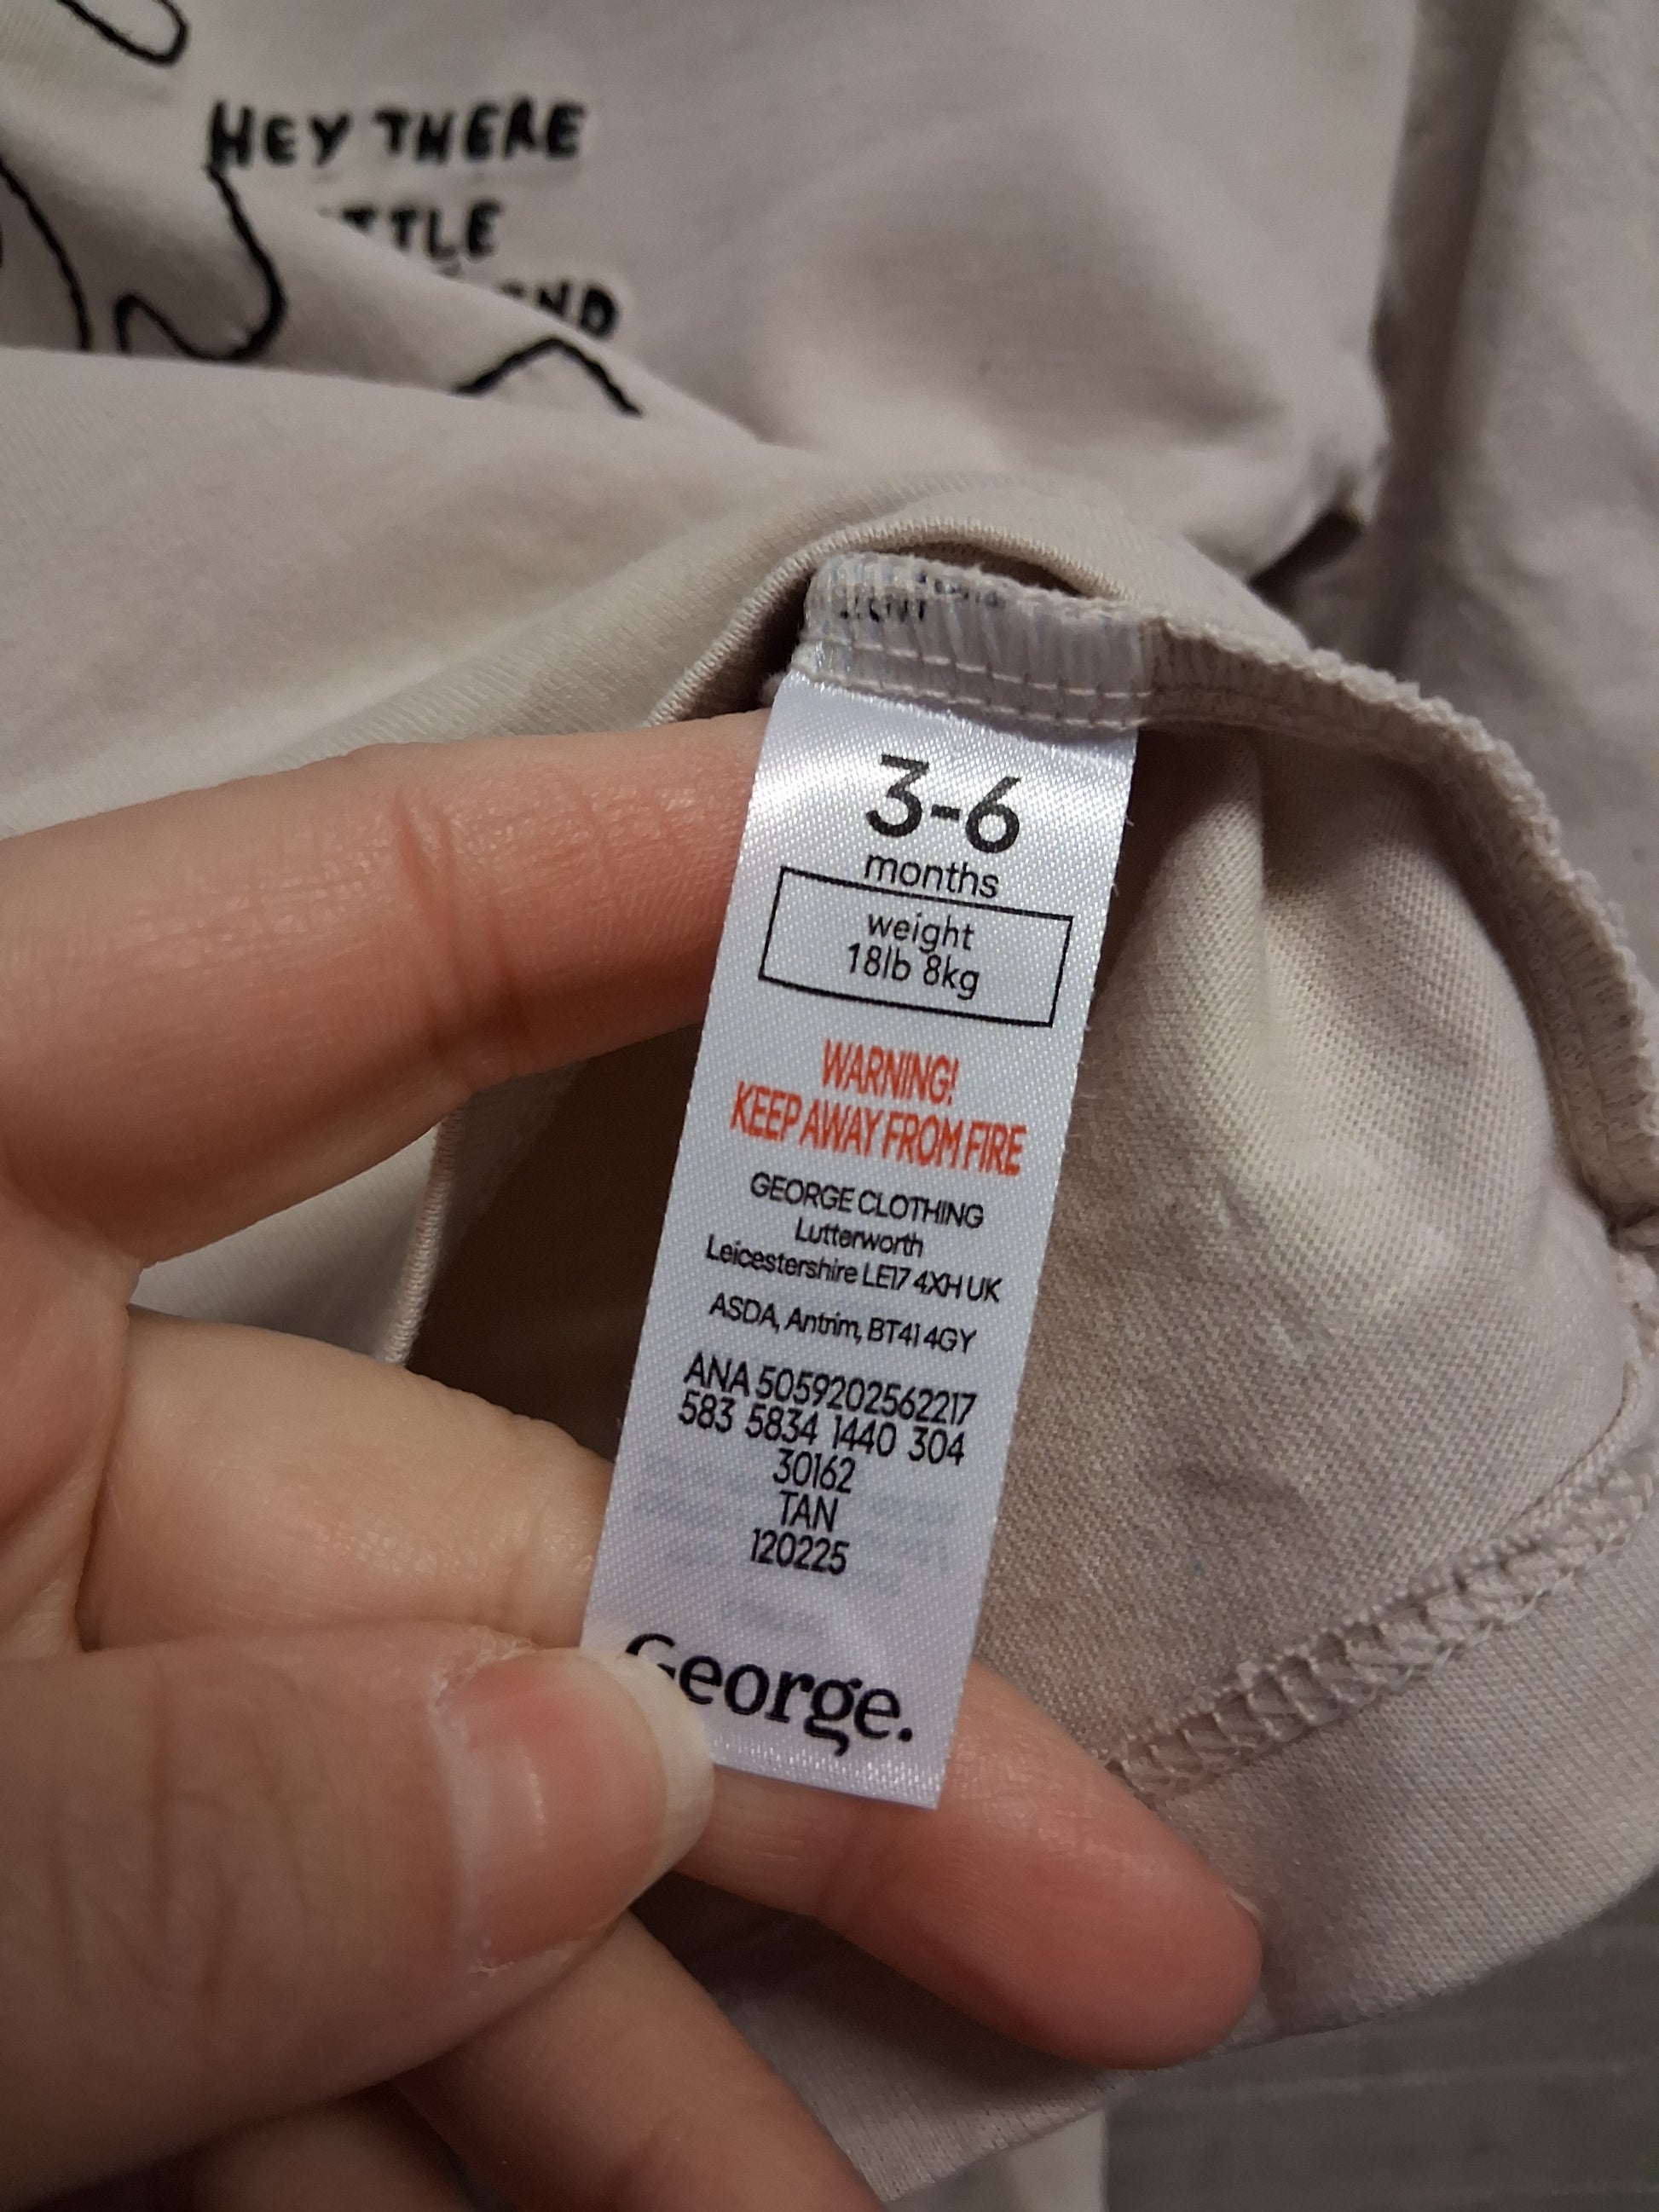 HEY THERE
3-6
months
weight
18lb 8kg
WARNING!
KEEP AWAY FROM FIRE
GEORGE CLOTHING
Lutterworth
Leicestershire LE17 4XH UK
ASDA, Antrim, BT41 4GY
ANA 5059202562217
583 5834 1440 304
30162
TAN
120225
George.